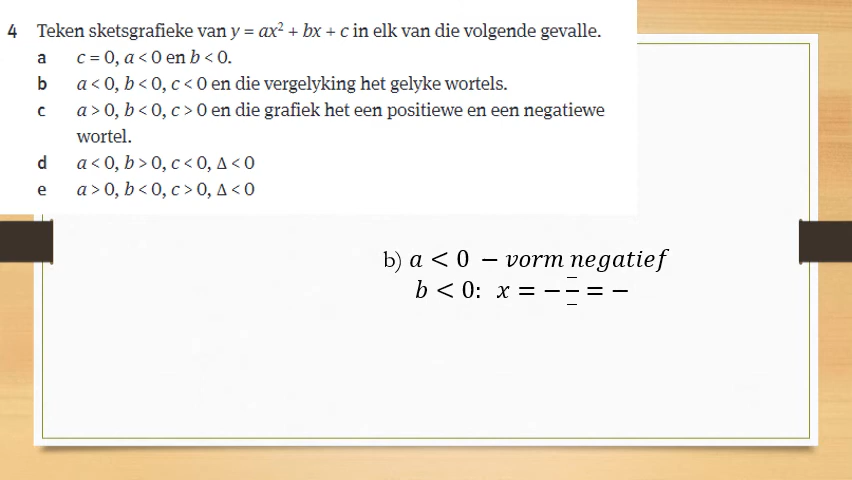 4 Teken sketsgrafieke van y = ax² + bx + c in elk van die volgende gevalle.
a c = 0, a < 0 en b < 0.
b a < 0, b < 0, c < 0 en die vergelyking het gelyke wortels.
c a > 0, b < 0, c > 0 en die grafiek het een positiewe en een negatiewe
wortel.
d a < 0, b > 0, c < 0, Δ < 0
e a > 0, b < 0, c > 0, Δ < 0
b) a < 0 − vorm negatief
b < 0: x = − −/− = −